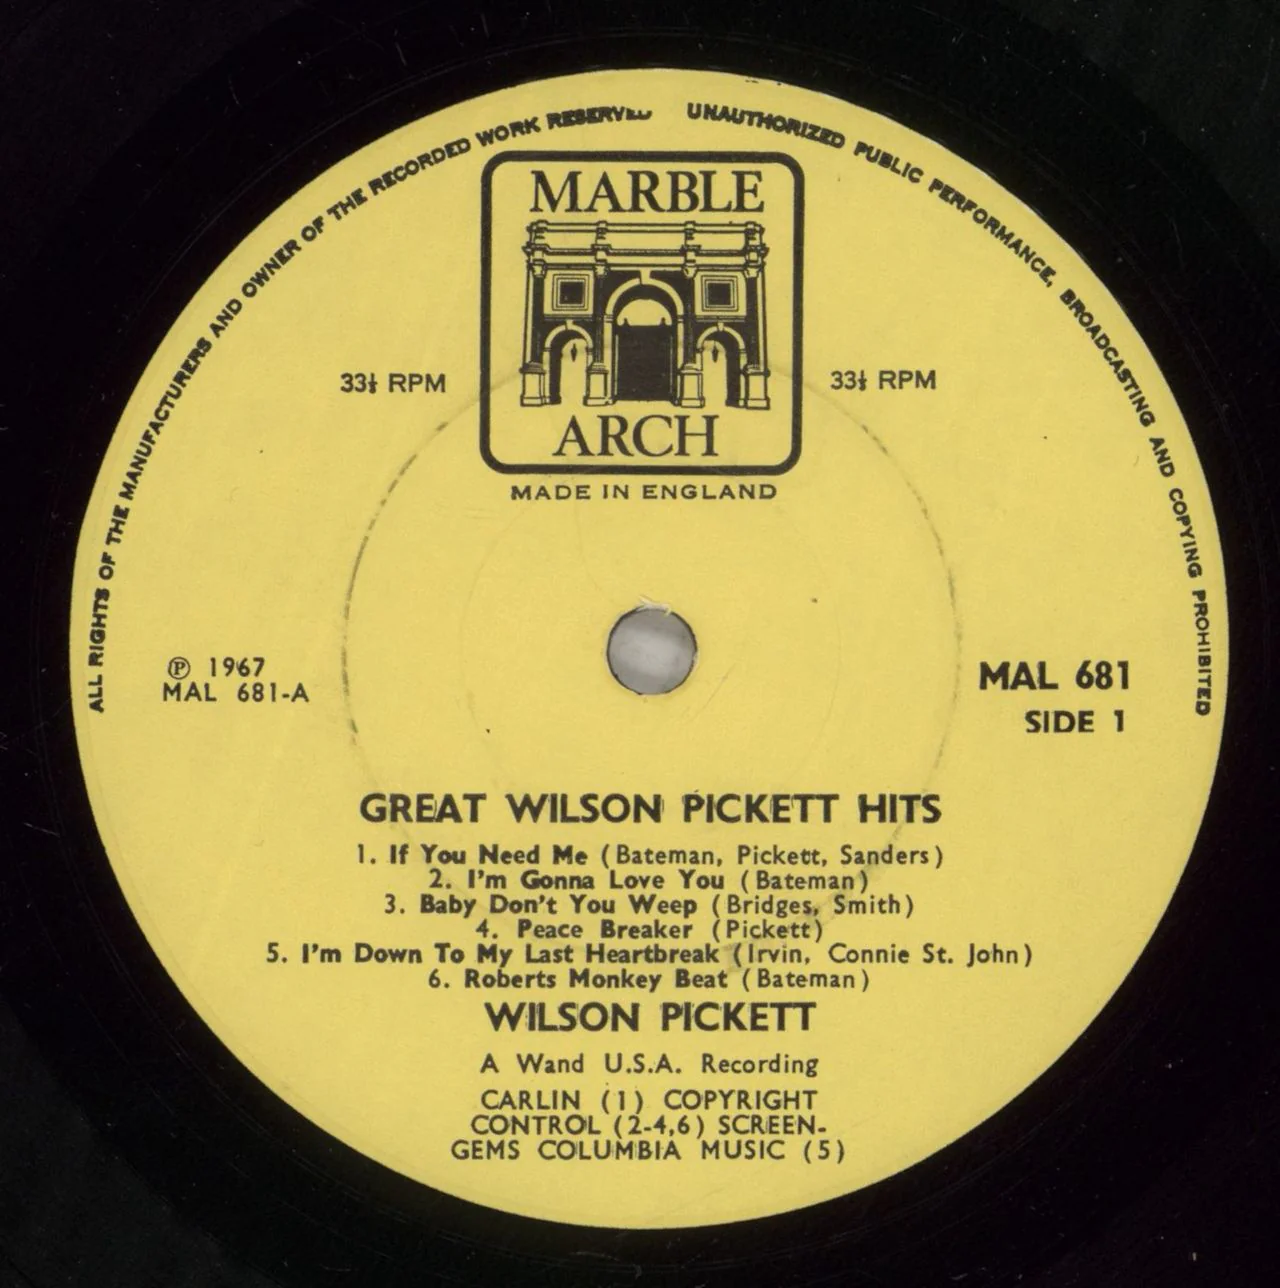 ALL RIGHTS OF THE MANUFACTURERS AND OWNER OF THE RECORDED WORK RESERVED UNAUTHORIZED PUBLIC PERFORMANCE, BROADCASTING AND COPYING PROHIBITED
MARBLE
ARCH
33⅓ RPM
33⅓ RPM
MADE IN ENGLAND
℗ 1967
MAL 681-A
MAL 681
SIDE 1
GREAT WILSON PICKETT HITS
1. If You Need Me (Bateman, Pickett, Sanders)
2. I'm Gonna Love You (Bateman)
3. Baby Don't You Weep (Bridges, Smith)
4. Peace Breaker (Pickett)
5. I'm Down To My Last Heartbreak (Irvin, Connie St. John)
6. Roberts Monkey Beat (Bateman)
WILSON PICKETT
A Wand U.S.A. Recording
CARLIN (1) COPYRIGHT
CONTROL (2-4,6) SCREEN-
GEMS COLUMBIA MUSIC (5)